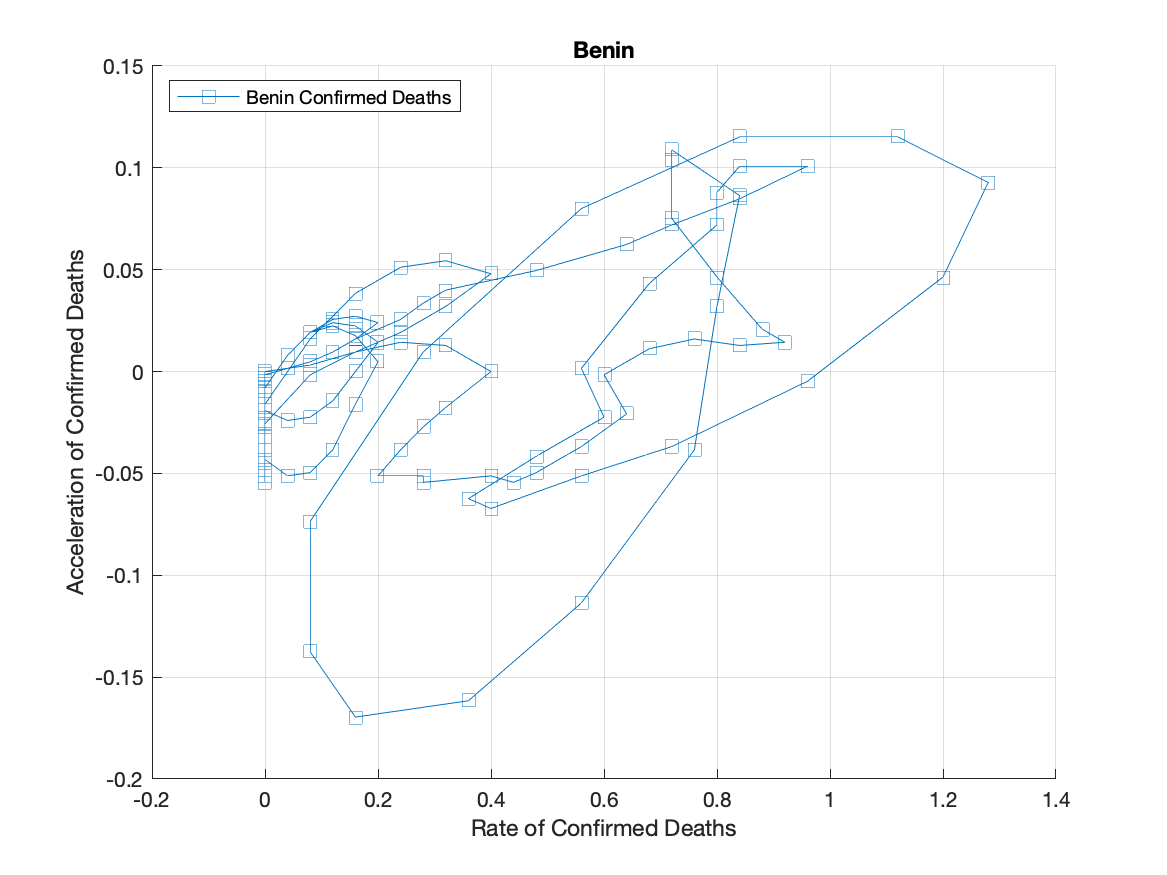 Benin
Benin Confirmed Deaths
Acceleration of Confirmed Deaths
0.15
0.1
0.05
0
-0.05
-0.1
-0.15
-0.2
-0.2 0 0.2 0.4 0.6 0.8 1 1.2 1.4
Rate of Confirmed Deaths